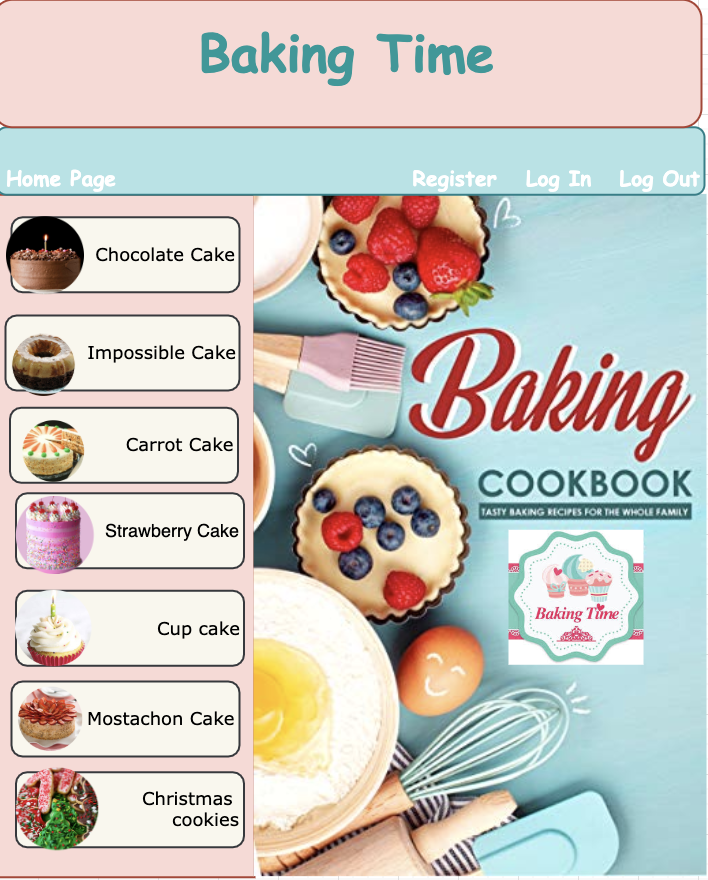 Baking Time
Home Page Register Log In Log Out
Chocolate Cake
Impossible Cake
Carrot Cake
Strawberry Cake
Cup cake
Mostachon Cake
Christmas
cookies
Baking
COOKBOOK
TASTY BAKING RECIPES FOR THE WHOLE FAMILY
Baking Time